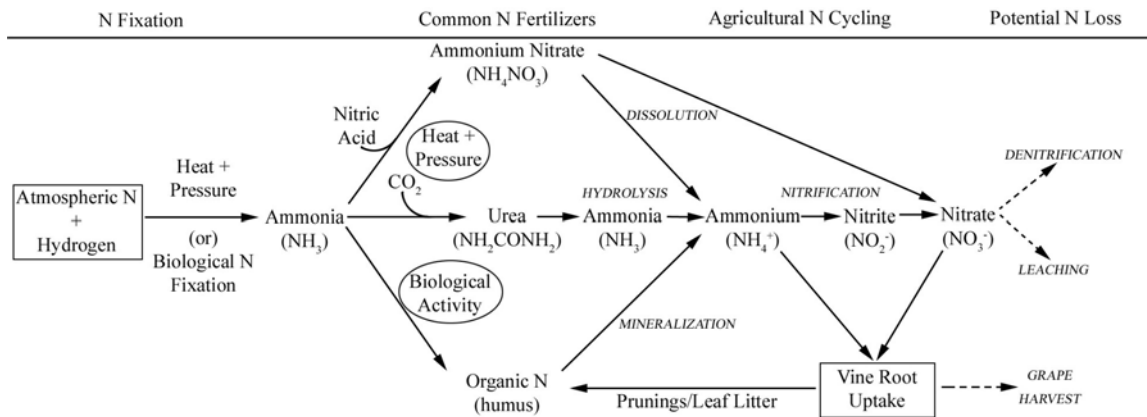 N Fixation
Common N Fertilizers
Agricultural N Cycling
Potential N Loss
Ammonium Nitrate
(NH₄NO₃)
Nitric
Acid
Heat +
Pressure
DISSOLUTION
DENITRIFICATION
Heat +
Pressure
CO₂
HYDROLYSIS
NITRIFICATION
Atmospheric N
+
Hydrogen
Ammonia
(NH₃)
Urea
(NH₂CONH₂)
Ammonia
(NH₃)
Ammonium
(NH₄⁺)
Nitrite
(NO₂⁻)
Nitrate
(NO₃⁻)
(or)
Biological N
Fixation
Biological
Activity
LEACHING
MINERALIZATION
Organic N
(humus)
Prunings/Leaf Litter
Vine Root
Uptake
GRAPE
HARVEST